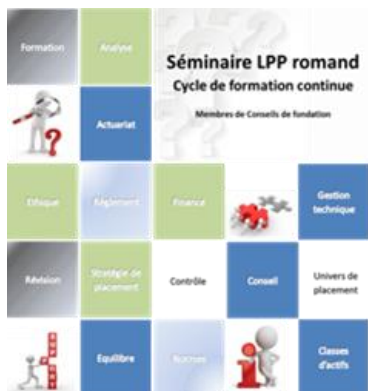 Formation
Analyse
Séminaire LPP romand
Cycle de formation continue
Membres de Conseils de fondation
Actuariat
Ethique
Règlement
Finance
Gestion
technique
Révision
Stratégie de
placement
Contrôle
Conseil
Univers de
placement
SUPPORT
Equilibre
Normes
i
Classes
d'actifs